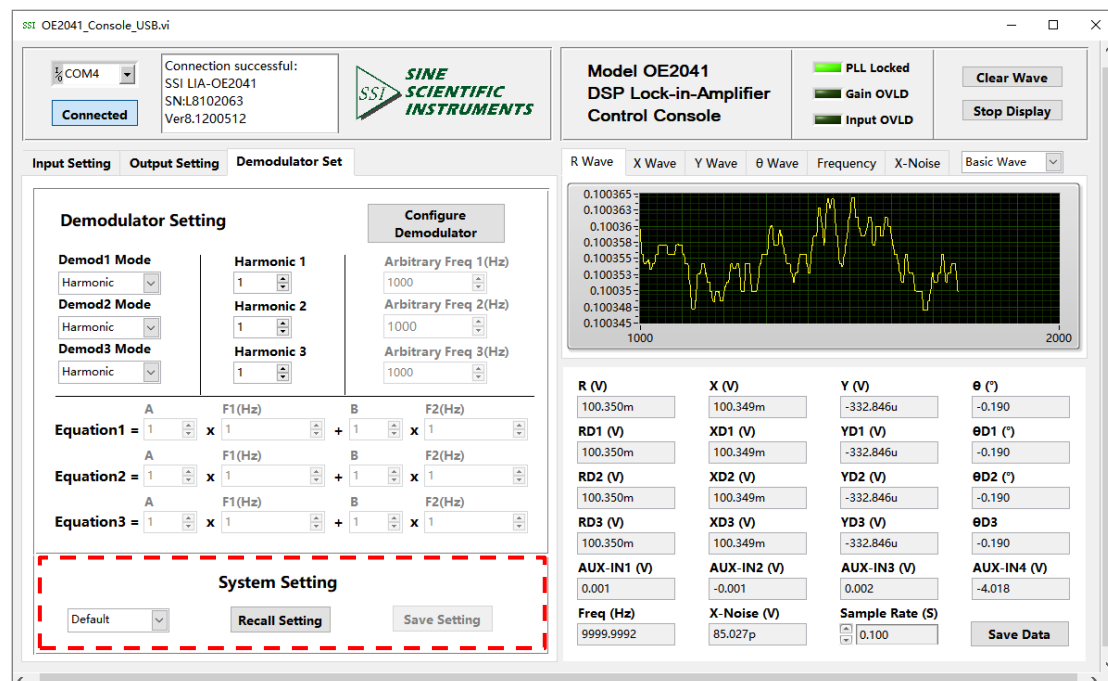 SSI OE2041_Console_USB.vi
COM4
Connected
Connection successful:
SSI LIA-OE2041
SN:L8102063
Ver8.1200512
SSI
SINE
SCIENTIFIC
INSTRUMENTS
Model OE2041
DSP Lock-in-Amplifier
Control Console
PLL Locked
Gain OVLD
Input OVLD
Clear Wave
Stop Display
Input Setting Output Setting Demodulator Set
Demodulator Setting
Configure
Demodulator
Demod1 Mode Harmonic 1 Arbitrary Freq 1(Hz)
Harmonic 1 1000
Demod2 Mode Harmonic 2 Arbitrary Freq 2(Hz)
Harmonic 1 1000
Demod3 Mode Harmonic 3 Arbitrary Freq 3(Hz)
Harmonic 1 1000
A F1(Hz) B F2(Hz)
Equation1 = 1 x 1 + 1 x 1
A F1(Hz) B F2(Hz)
Equation2 = 1 x 1 + 1 x 1
A F1(Hz) B F2(Hz)
Equation3 = 1 x 1 + 1 x 1
System Setting
Default Recall Setting Save Setting
R Wave X Wave Y Wave θ Wave Frequency X-Noise Basic Wave
0.100365
0.100363
0.10036
0.100358
0.100355
0.100353
0.10035
0.100348
0.100345
1000 2000
R (V) X (V) Y (V) θ (°)
100.350m 100.349m -332.846u -0.190
RD1 (V) XD1 (V) YD1 (V) θD1 (°)
100.350m 100.349m -332.846u -0.190
RD2 (V) XD2 (V) YD2 (V) θD2 (°)
100.350m 100.349m -332.846u -0.190
RD3 (V) XD3 (V) YD3 (V) θD3
100.350m 100.349m -332.846u -0.190
AUX-IN1 (V) AUX-IN2 (V) AUX-IN3 (V) AUX-IN4 (V)
0.001 -0.001 0.002 -4.018
Freq (Hz) X-Noise (V) Sample Rate (S)
9999.9992 85.027p 0.100 Save Data